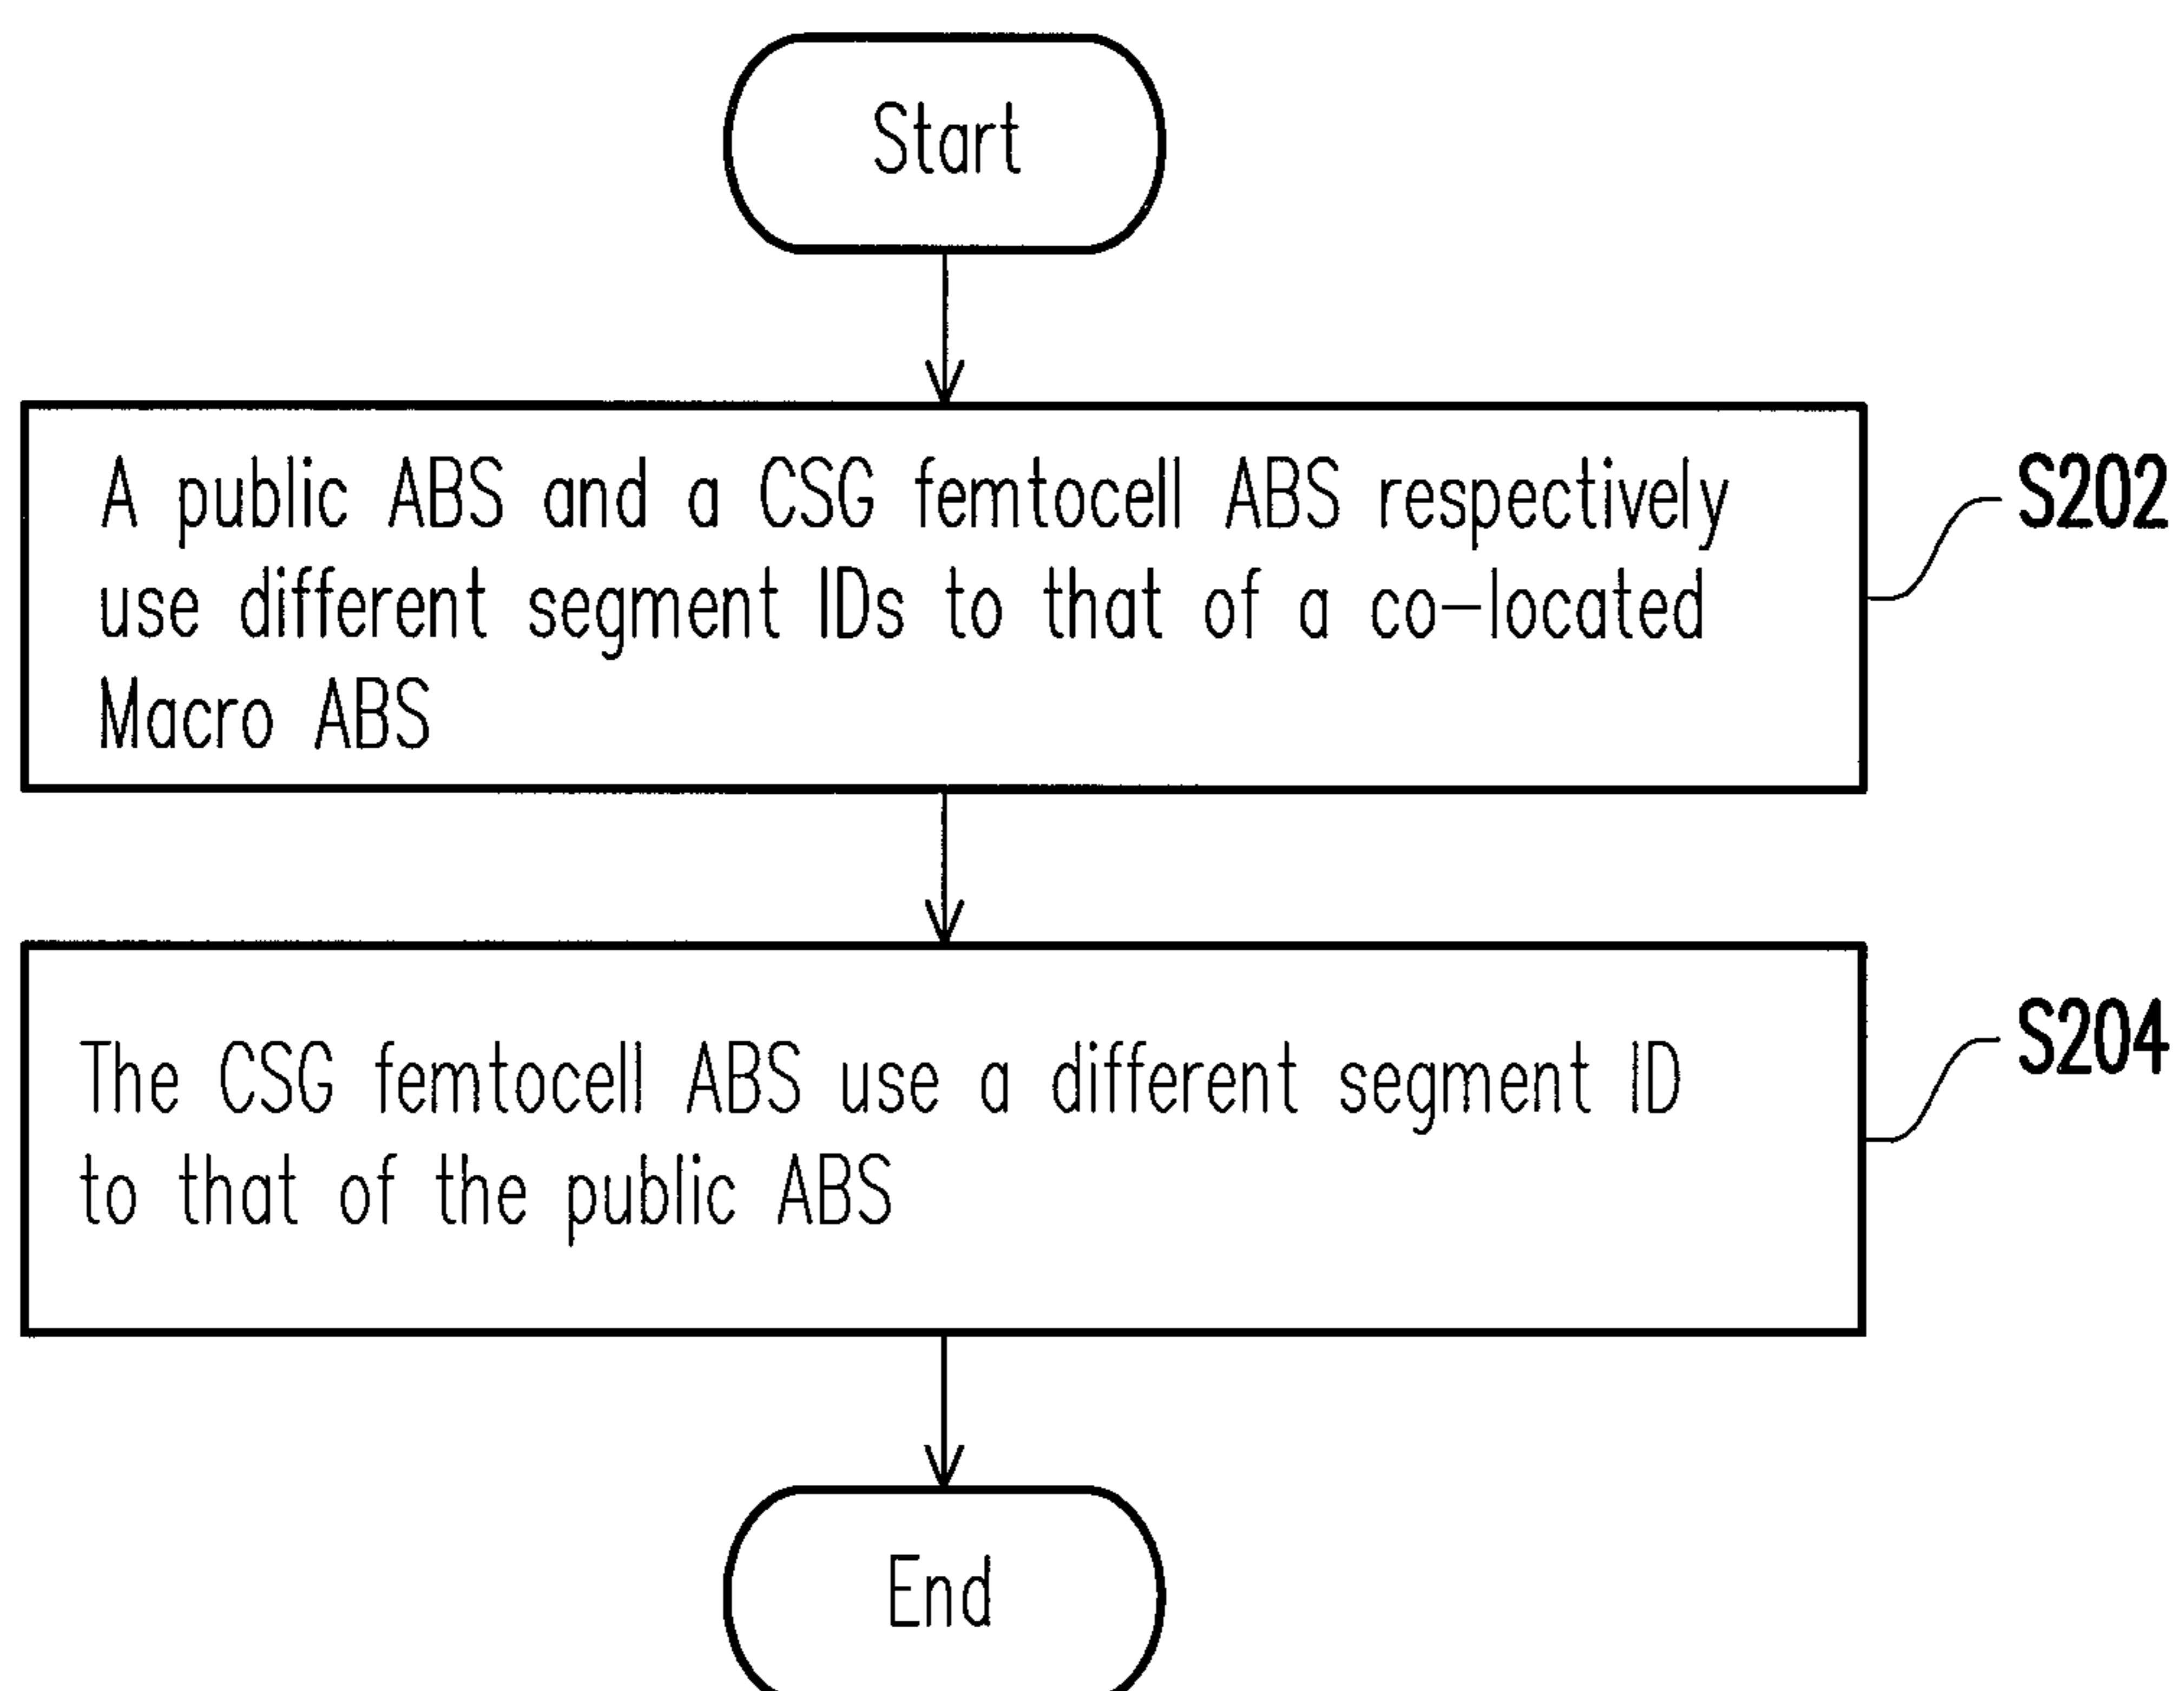 Start
A public ABS and a CSG femtocell ABS respectively
use different segment IDs to that of a co-located
Macro ABS
S202
The CSG femtocell ABS use a different segment ID
to that of the public ABS
S204
End